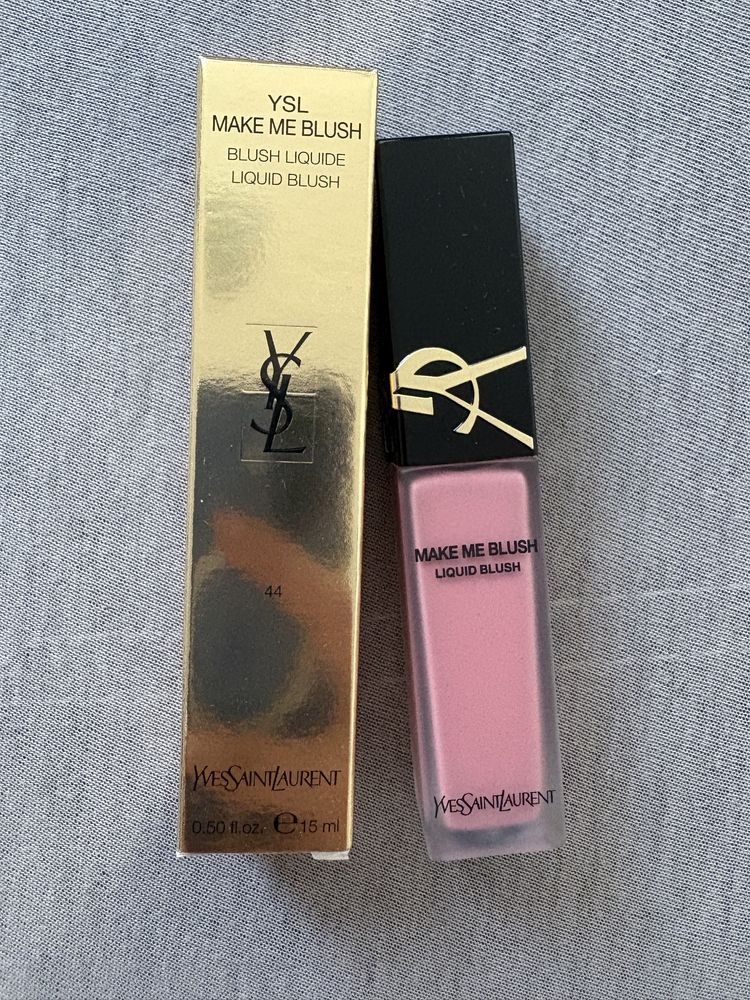 YSL
MAKE ME BLUSH
BLUSH LIQUIDE
LIQUID BLUSH
YSL
44
YVESSAINTLAURENT
0.50 fl.oz. ℮ 15 ml
MAKE ME BLUSH
LIQUID BLUSH
YVESSAINTLAURENT